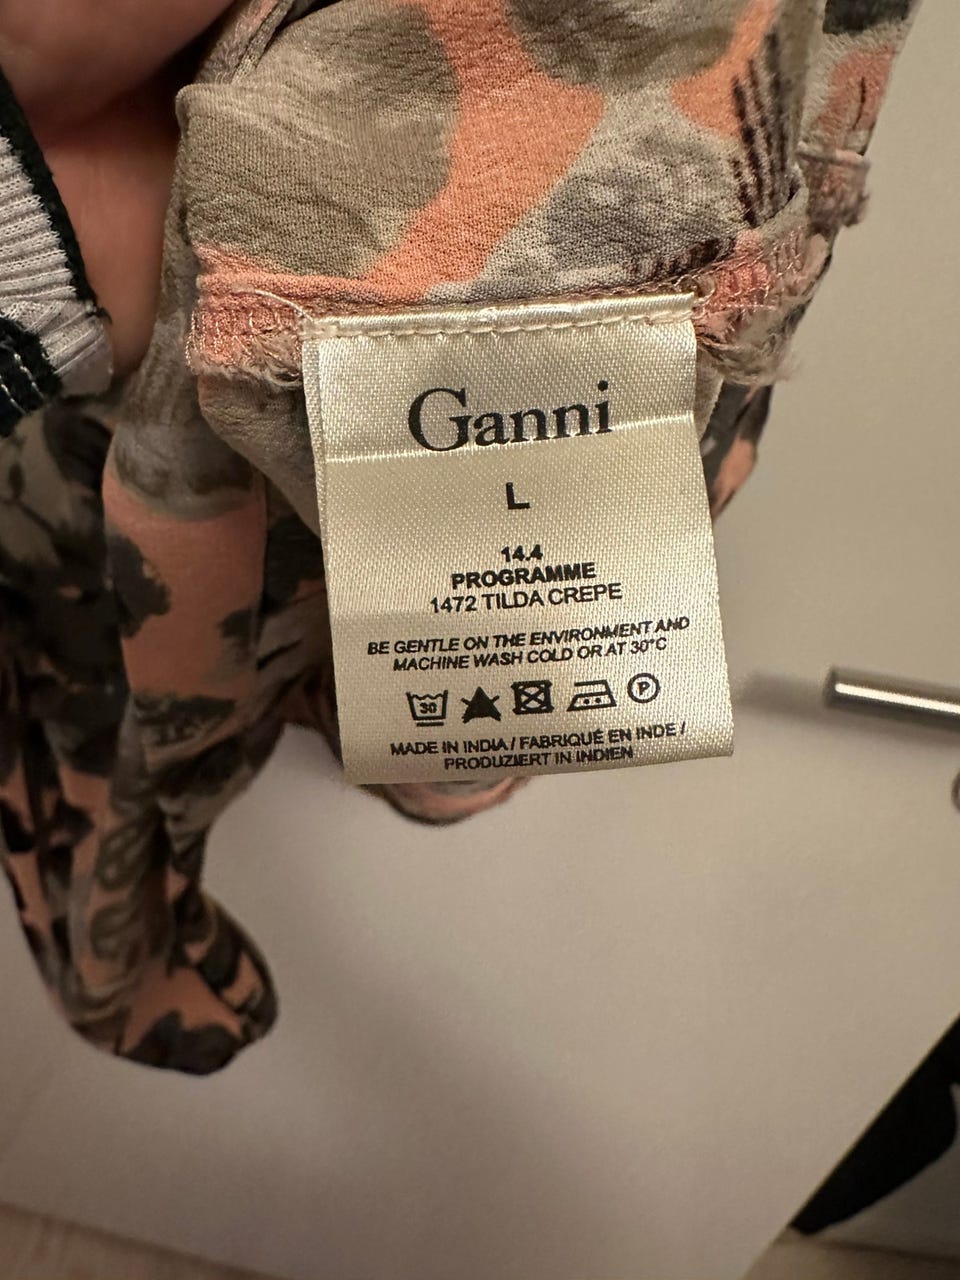 Ganni
L
14.4
PROGRAMME
1472 TILDA CREPE
BE GENTLE ON THE ENVIRONMENT AND
MACHINE WASH COLD OR AT 30°C
30
P
MADE IN INDIA / FABRIQUÉ EN INDE /
PRODUZIERT IN INDIEN